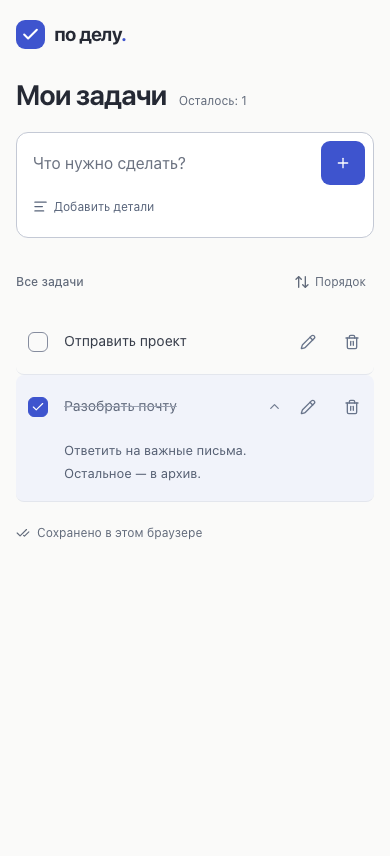 по делу.
Мои задачи
Осталось: 1
Что нужно сделать?
+
Добавить детали
Все задачи
Порядок
Отправить проект
Разобрать почту
Ответить на важные письма.
Остальное — в архив.
Сохранено в этом браузере